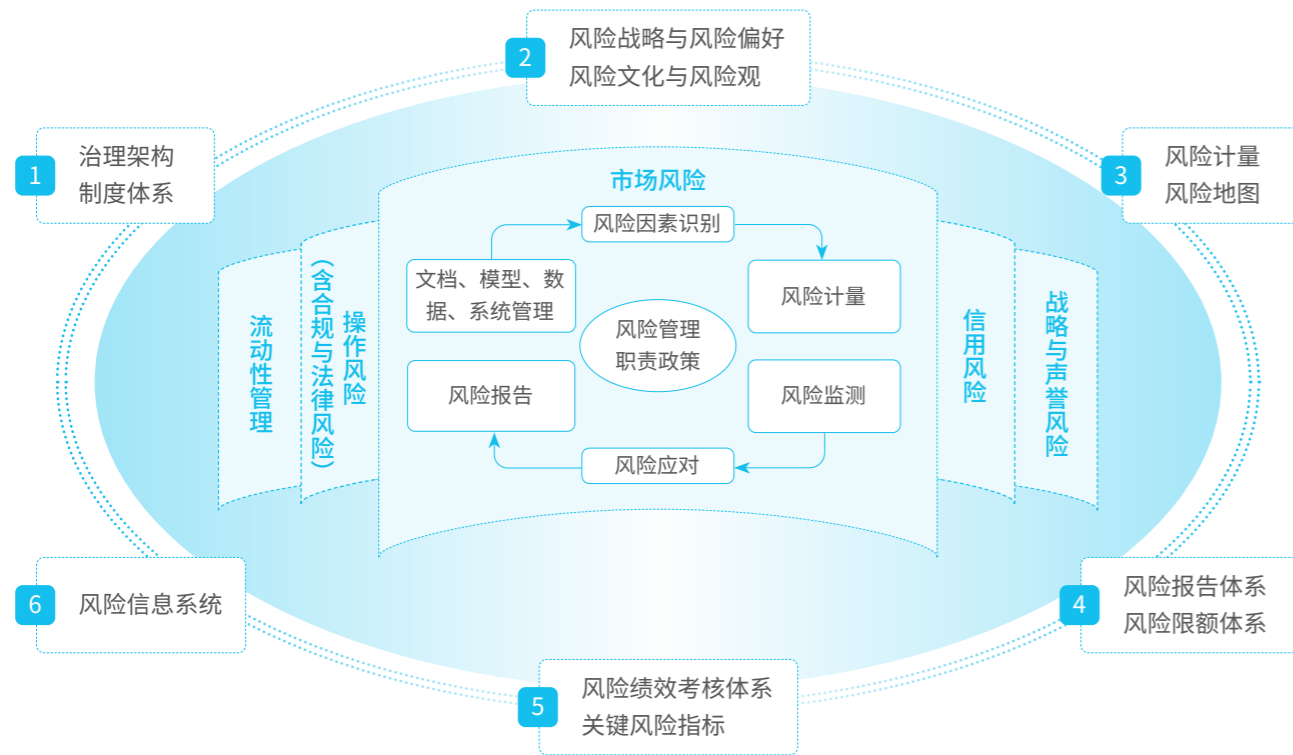 2
风险战略与风险偏好
风险文化与风险观
1
治理架构
制度体系
3
风险计量
风险地图
市场风险
风险因素识别
文档、模型、数
据、系统管理
风险计量
风险管理
职责政策
风险报告
风险监测
风险应对
流动性管理
操作风险
(含合规与法律风险)
信用风险
战略与声誉风险
6
风险信息系统
4
风险报告体系
风险限额体系
5
风险绩效考核体系
关键风险指标